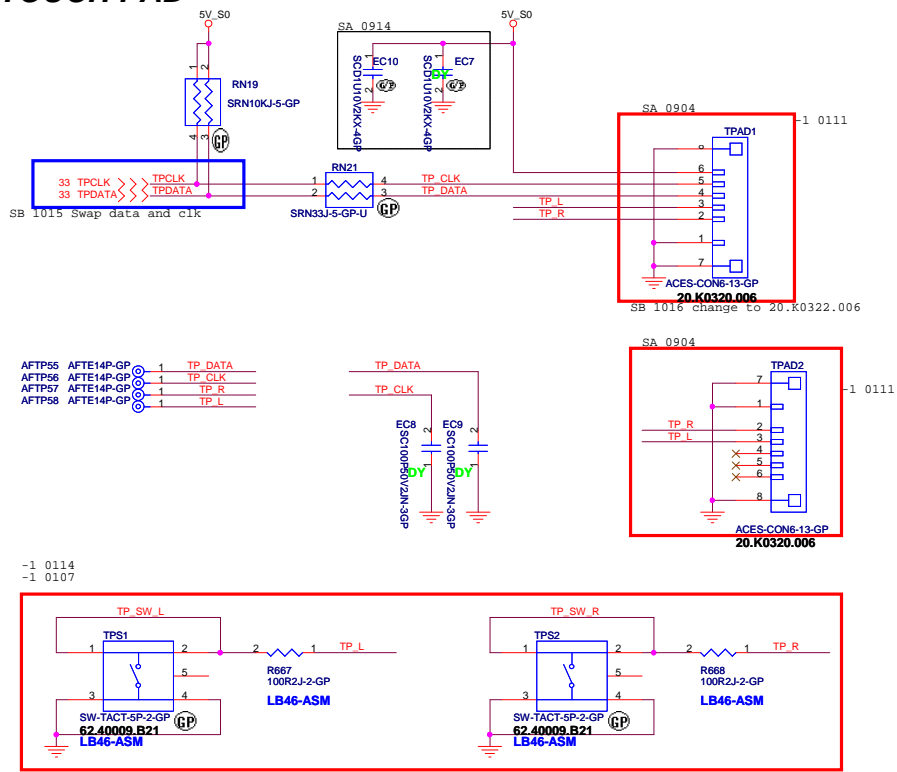 TOUCH PAD
5V_S0
5V_S0
SA 0914
EC10
SCD1U10V2KX-4GP
1
2
GP
EC7
DY
SCD1U10V2KX-4GP
1
2
GP
1
2
RN19
SRN10KJ-5-GP
4
3
GP
SA 0904
-1 0111
TPAD1
8
6
5
4
3
2
1
7
ACES-CON6-13-GP
20.K0320.006
SB 1016 change to 20.K0322.006
33 TPCLK
TPCLK
33 TPDATA
TPDATA
SB 1015 Swap data and clk
RN21
1
4
2
3
SRN33J-5-GP-U
GP
TP_CLK
TP_DATA
TP_L
TP_R
AFTP55 AFTE14P-GP 1 TP_DATA
AFTP56 AFTE14P-GP 1 TP_CLK
AFTP57 AFTE14P-GP 1 TP_R
AFTP58 AFTE14P-GP 1 TP_L
TP_DATA
TP_CLK
EC8
SC100P50V2JN-3GP
DY
2
1
EC9
SC100P50V2JN-3GP
DY
2
1
SA 0904
-1 0111
TPAD2
7
1
TP_R
2
TP_L
3
4
5
6
8
ACES-CON6-13-GP
20.K0320.006
-1 0114
-1 0107
TP_SW_L
TPS1
1
2
5
3
4
SW-TACT-5P-2-GP
62.40009.B21
LB46-ASM
GP
2
1
TP_L
R667
100R2J-2-GP
LB46-ASM
TP_SW_R
TPS2
1
2
5
3
4
SW-TACT-5P-2-GP
62.40009.B21
LB46-ASM
GP
2
1
TP_R
R668
100R2J-2-GP
LB46-ASM